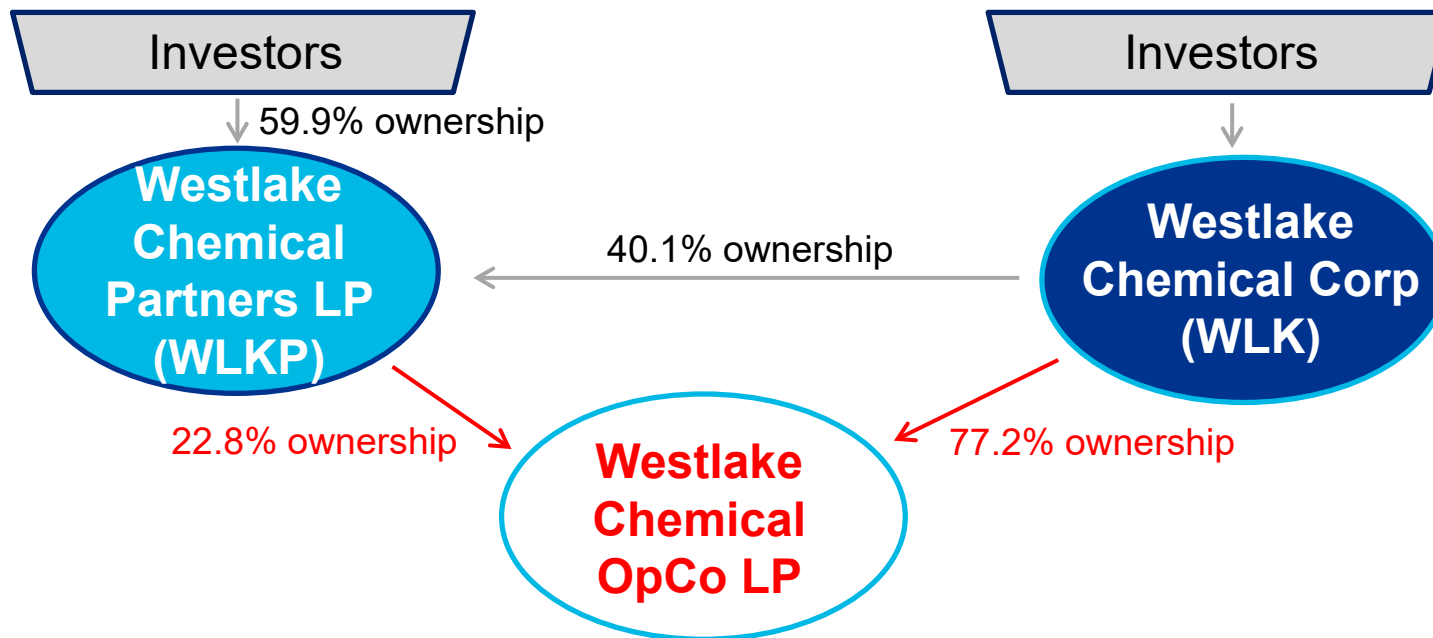 Investors
Investors
59.9% ownership
Westlake
Chemical
Partners LP
(WLKP)
40.1% ownership
Westlake
Chemical Corp
(WLK)
22.8% ownership
77.2% ownership
Westlake
Chemical
OpCo LP